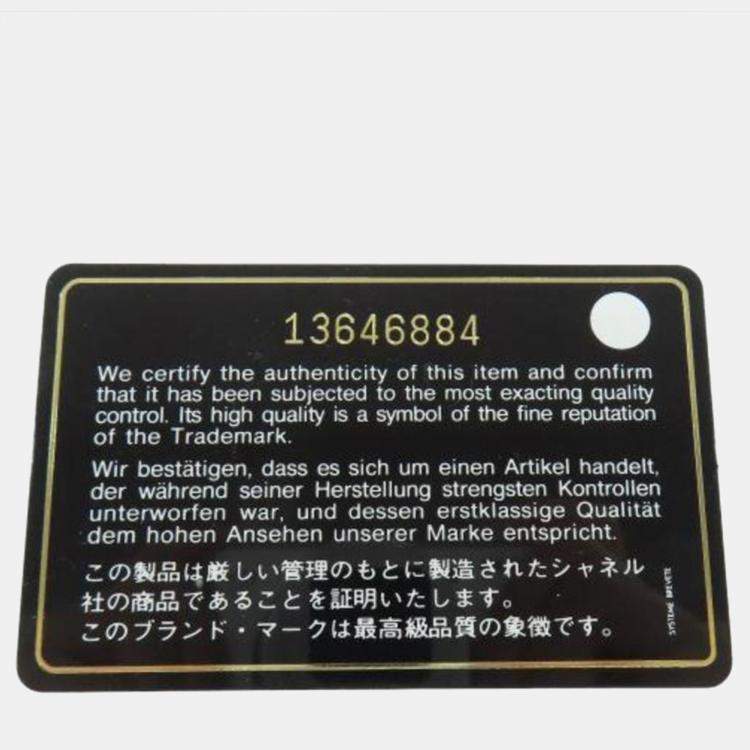 13646884
We certify the authenticity of this item and confirm
that it has been subjected to the most exacting quality
control. Its high quality is a symbol of the fine reputation
of the Trademark.
Wir bestätigen, dass es sich um einen Artikel handelt,
der während seiner Herstellung strengsten Kontrollen
unterworfen war, und dessen erstklassige Qualität
dem hohen Ansehen unserer Marke entspricht.
この製品は厳しい管理のもとに製造されたシャネル
社の商品であることを証明いたします。
このブランド・マークは最高級品質の象徴です。
SYSTEME BREVETE